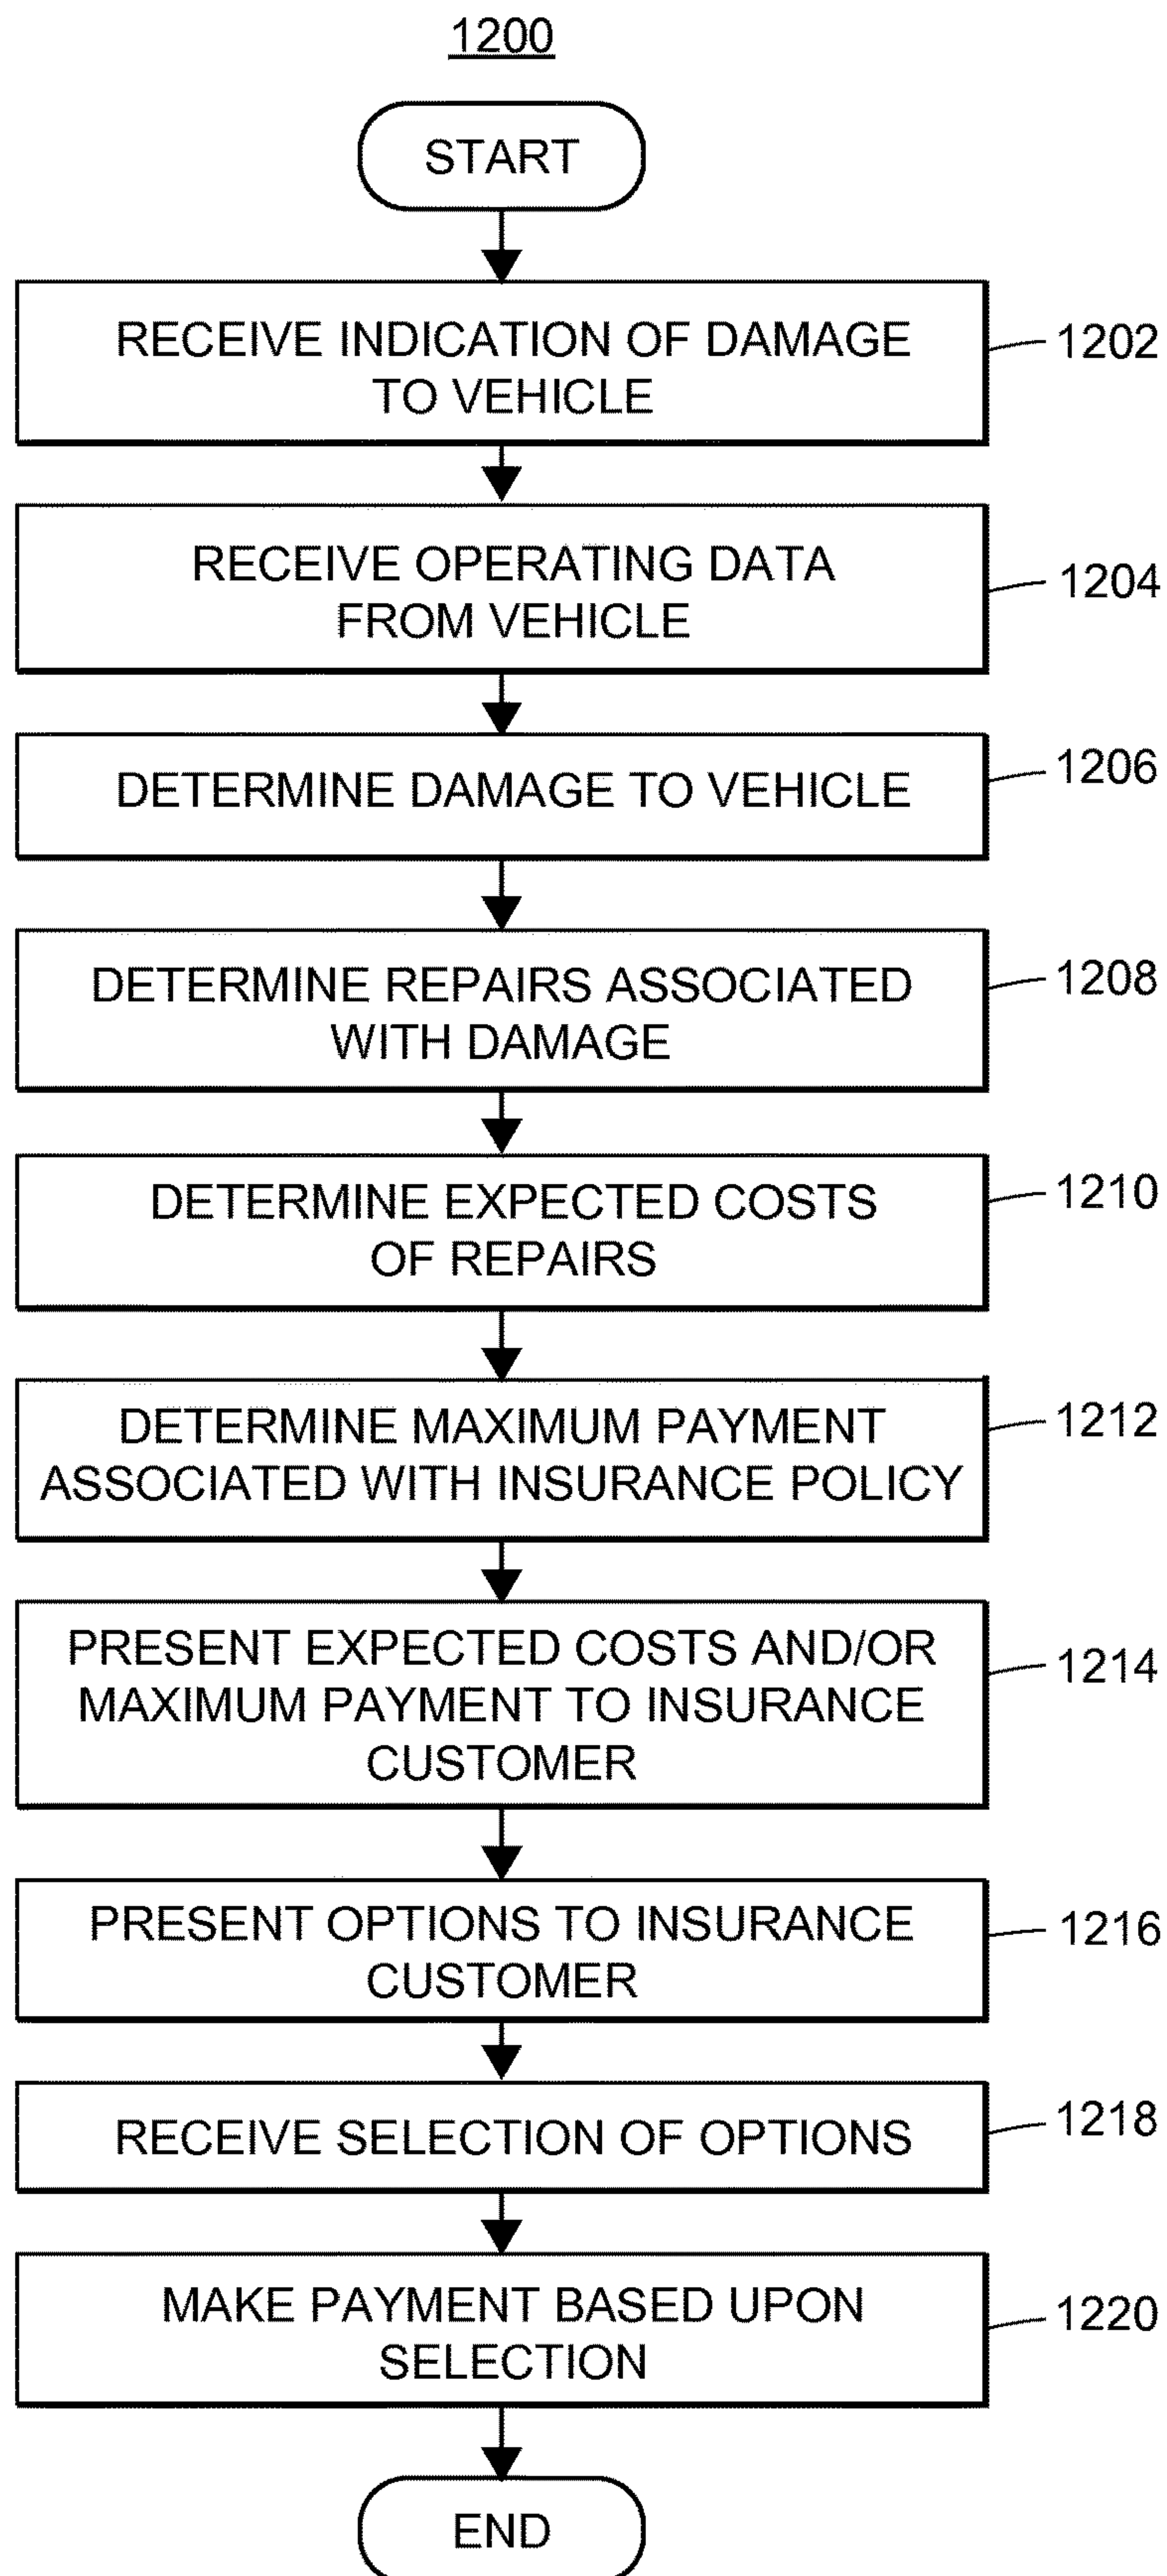 1200
START
RECEIVE INDICATION OF DAMAGE
TO VEHICLE
1202
RECEIVE OPERATING DATA
FROM VEHICLE
1204
DETERMINE DAMAGE TO VEHICLE
1206
DETERMINE REPAIRS ASSOCIATED
WITH DAMAGE
1208
DETERMINE EXPECTED COSTS
OF REPAIRS
1210
DETERMINE MAXIMUM PAYMENT
ASSOCIATED WITH INSURANCE POLICY
1212
PRESENT EXPECTED COSTS AND/OR
MAXIMUM PAYMENT TO INSURANCE
CUSTOMER
1214
PRESENT OPTIONS TO INSURANCE
CUSTOMER
1216
RECEIVE SELECTION OF OPTIONS
1218
MAKE PAYMENT BASED UPON
SELECTION
1220
END